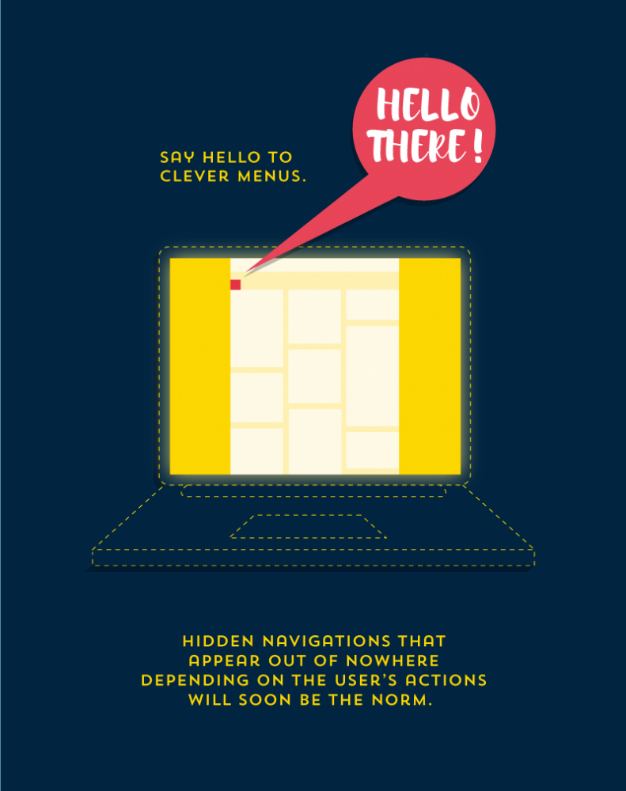 HELLO
THERE!
SAY HELLO TO
CLEVER MENUS.
HIDDEN NAVIGATIONS THAT
APPEAR OUT OF NOWHERE
DEPENDING ON THE USER'S ACTIONS
WILL SOON BE THE NORM.